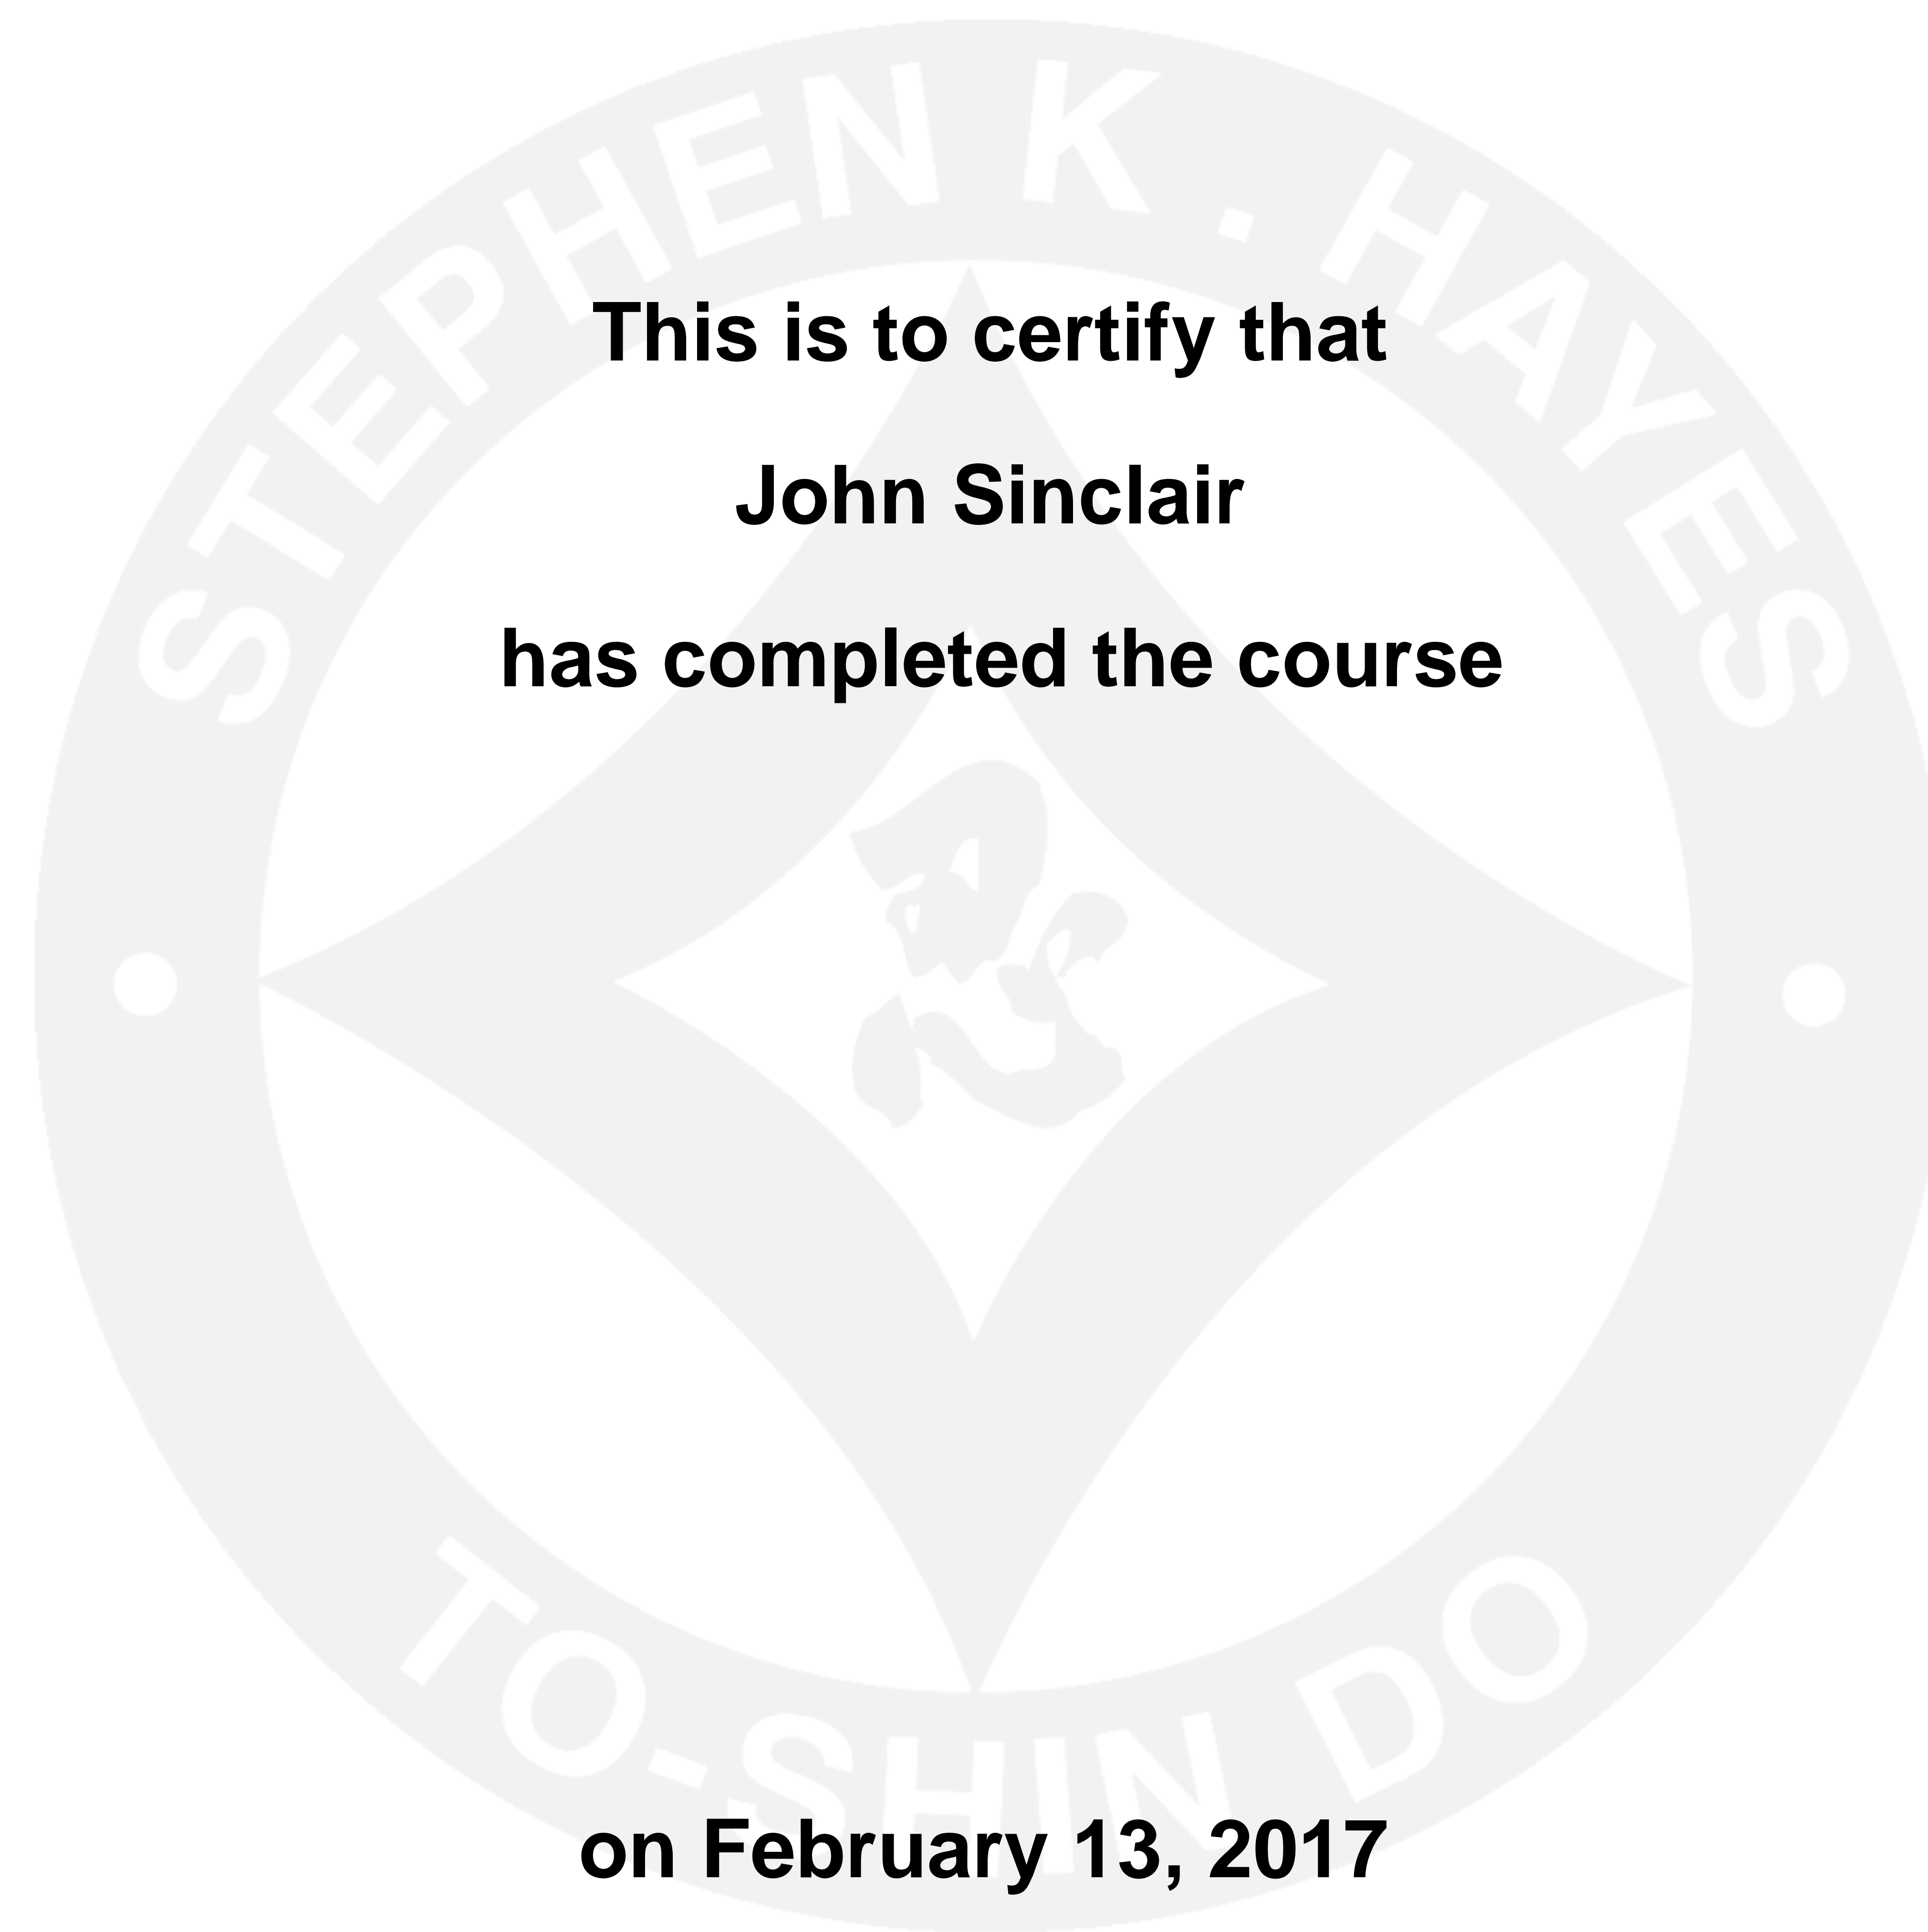 STEPHEN K. HAYES
This is to certify that
John Sinclair
has completed the course
忍
TO-SHIN DO
on February 13, 2017